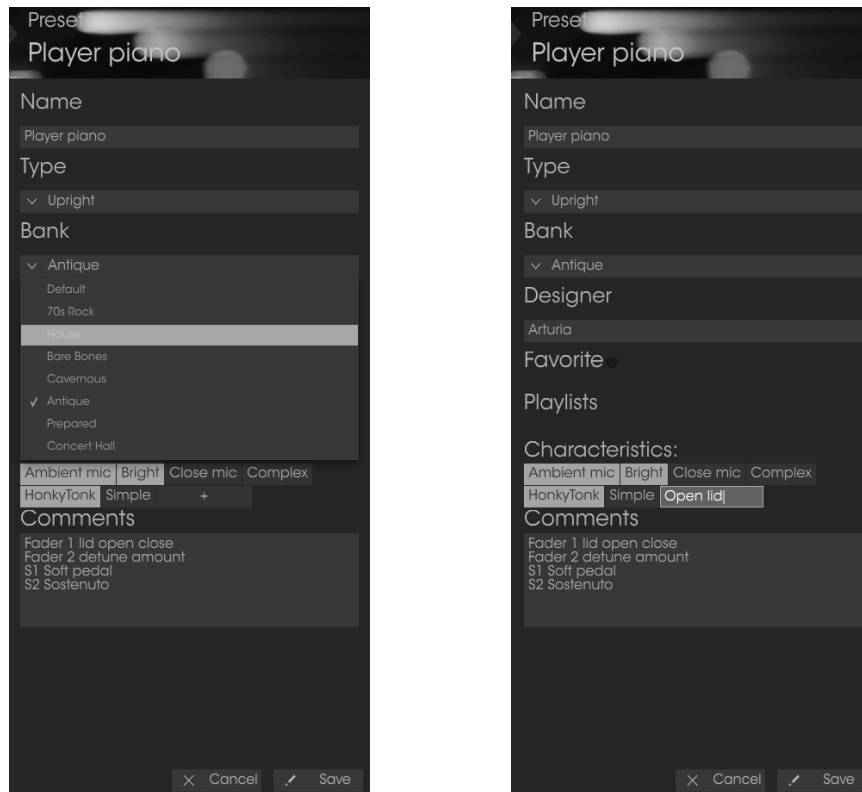 Preset
Player piano
Name
Player piano
Type
Upright
Bank
Antique
Default
70s Rock
House
Bare Bones
Cavernous
Antique
Prepared
Concert Hall
Ambient mic Bright Close mic Complex
HonkyTonk Simple +
Comments
Fader 1 lid open close
Fader 2 detune amount
S1 Soft pedal
S2 Sostenuto
Cancel Save
Preset
Player piano
Name
Player piano
Type
Upright
Bank
Antique
Designer
Arturia
Favorite
Playlists
Characteristics:
Ambient mic Bright Close mic Complex
HonkyTonk Simple Open lid
Comments
Fader 1 lid open close
Fader 2 detune amount
S1 Soft pedal
S2 Sostenuto
Cancel Save